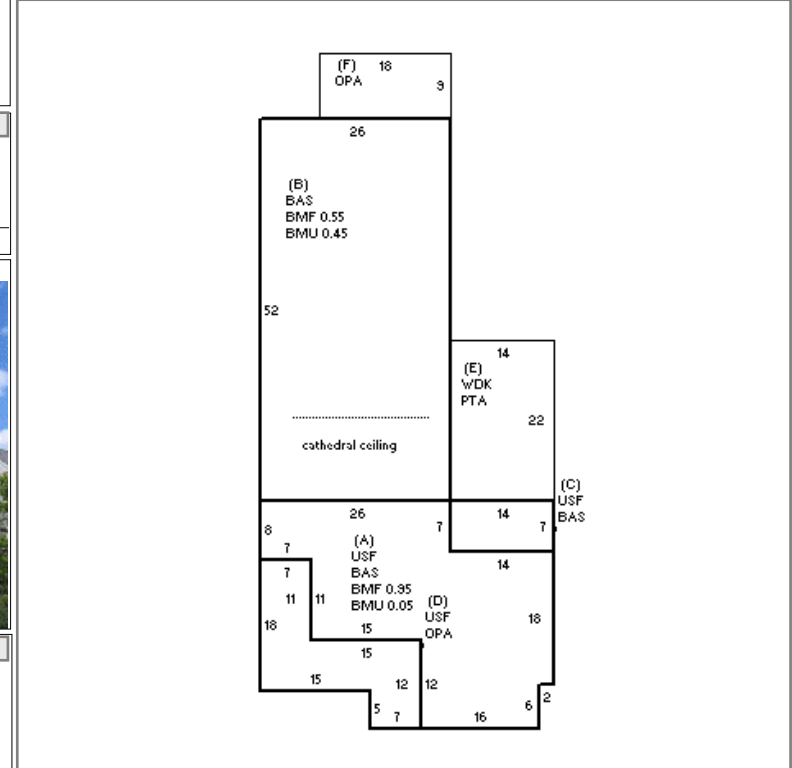 (F) 18
OPA
9
26
(B)
BAS
BMF 0.55
BMU 0.45
52
14
(E)
WDK
PTA
22
cathedral ceiling
(C)
USF
BAS
26
7
14
7
8
7
(A)
USF
BAS
BMF 0.95
BMU 0.05
14
7
11
11
(D)
USF
OPA
18
18
15
15
15
12
12
2
5
7
16
6